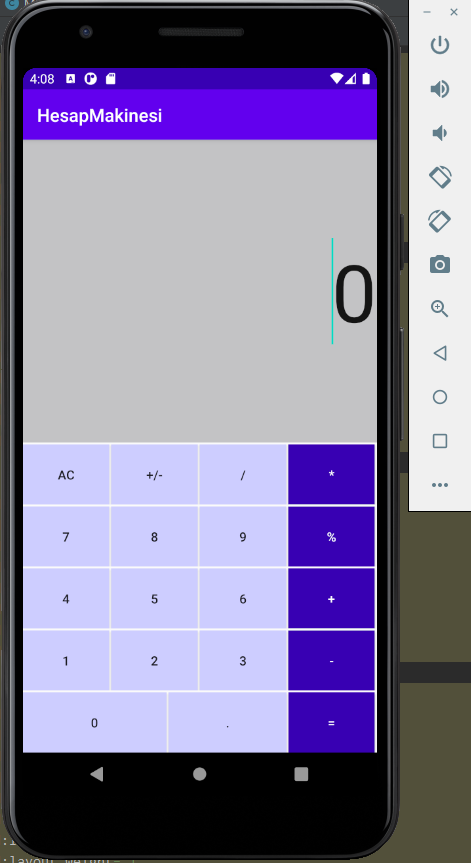 4:08
HesapMakinesi
0
AC +/- / *
7 8 9 %
4 5 6 +
1 2 3 -
0 . =